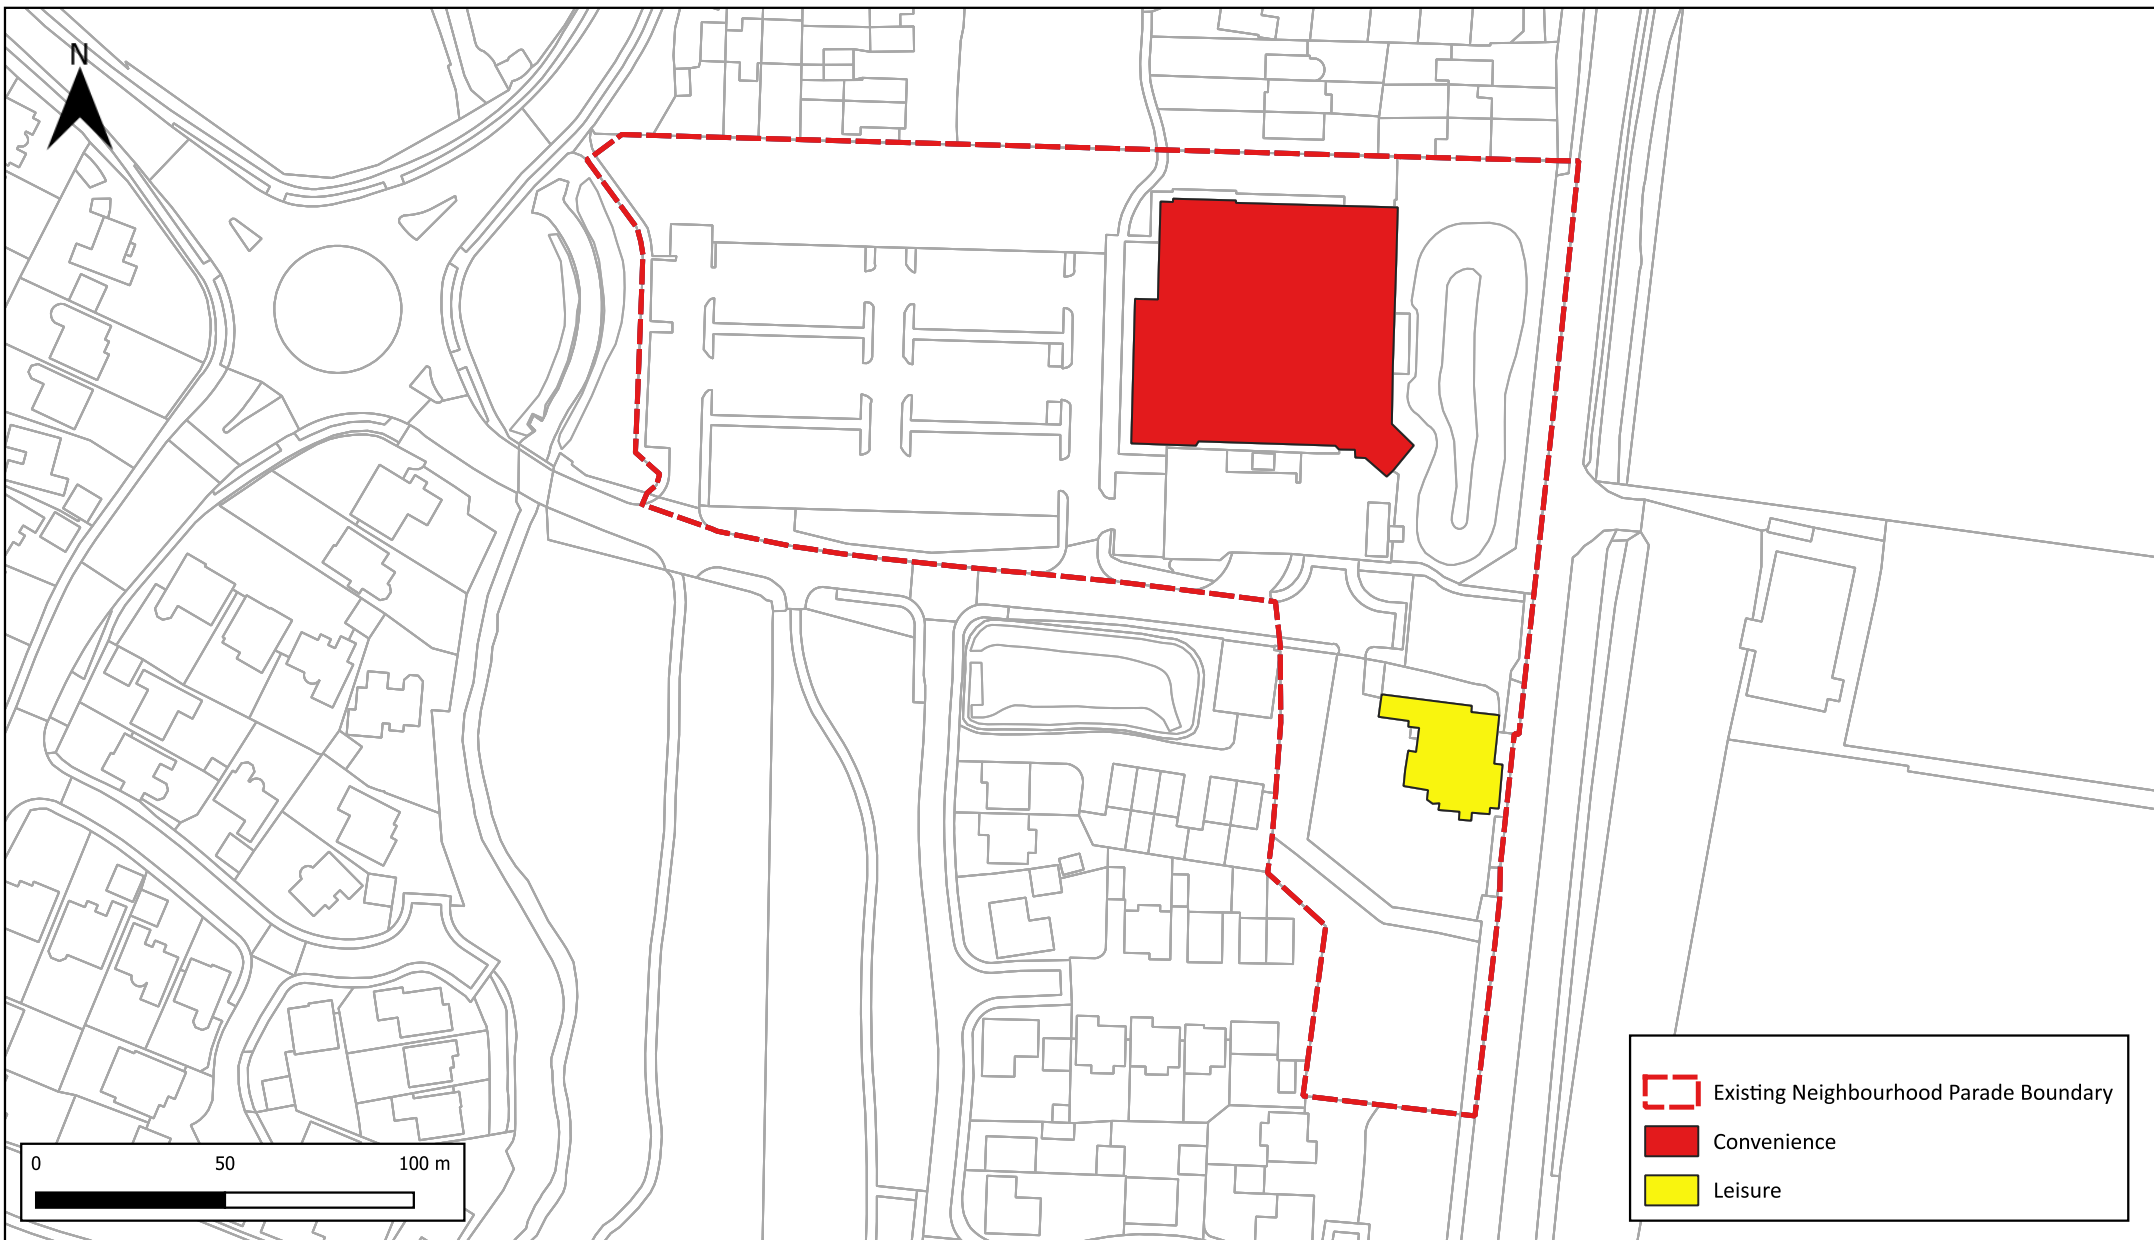 N
Existing Neighbourhood Parade Boundary
Convenience
Leisure
0 50 100 m